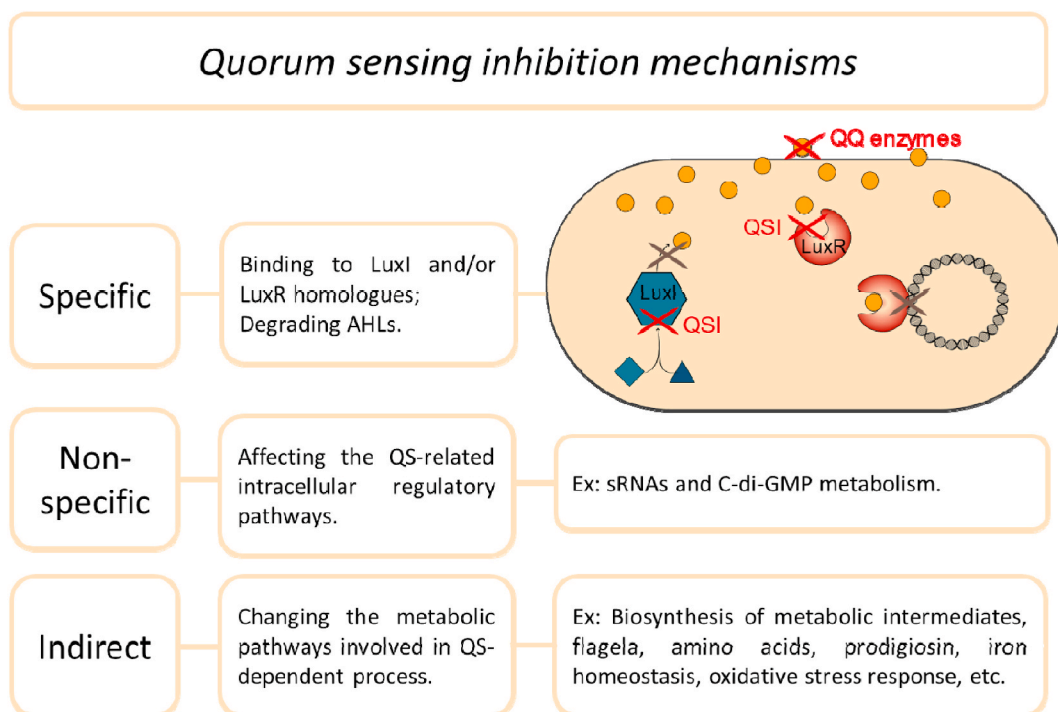 Quorum sensing inhibition mechanisms
QQ enzymes
Specific
Binding to LuxI and/or
LuxR homologues;
Degrading AHLs.
QSI
LuxR
LuxI
QSI
Non-
specific
Affecting the QS-related
intracellular regulatory
pathways.
Ex: sRNAs and C-di-GMP metabolism.
Indirect
Changing the metabolic
pathways involved in QS-
dependent process.
Ex: Biosynthesis of metabolic intermediates,
flagela, amino acids, prodigiosin, iron
homeostasis, oxidative stress response, etc.